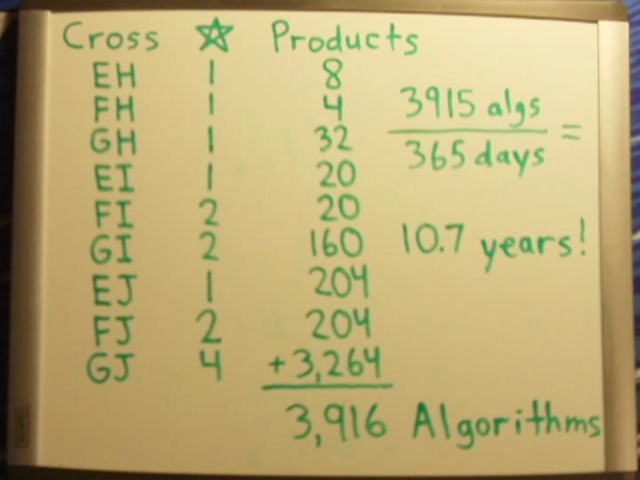 Cross ☆ Products
EH 1 8
FH 1 4
GH 1 32
EI 1 20
FI 2 20
GI 2 160
EJ 1 204
FJ 2 204
GJ 4 +3,264
3,916 Algorithms
3915 algs
365 days =
10.7 years!